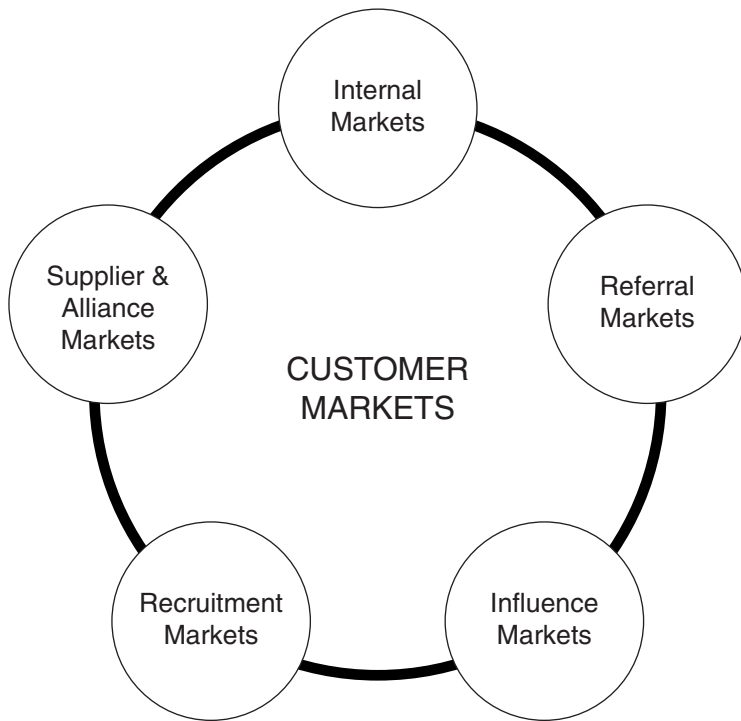 Internal
Markets
Supplier &
Alliance
Markets
Referral
Markets
CUSTOMER
MARKETS
Recruitment
Markets
Influence
Markets